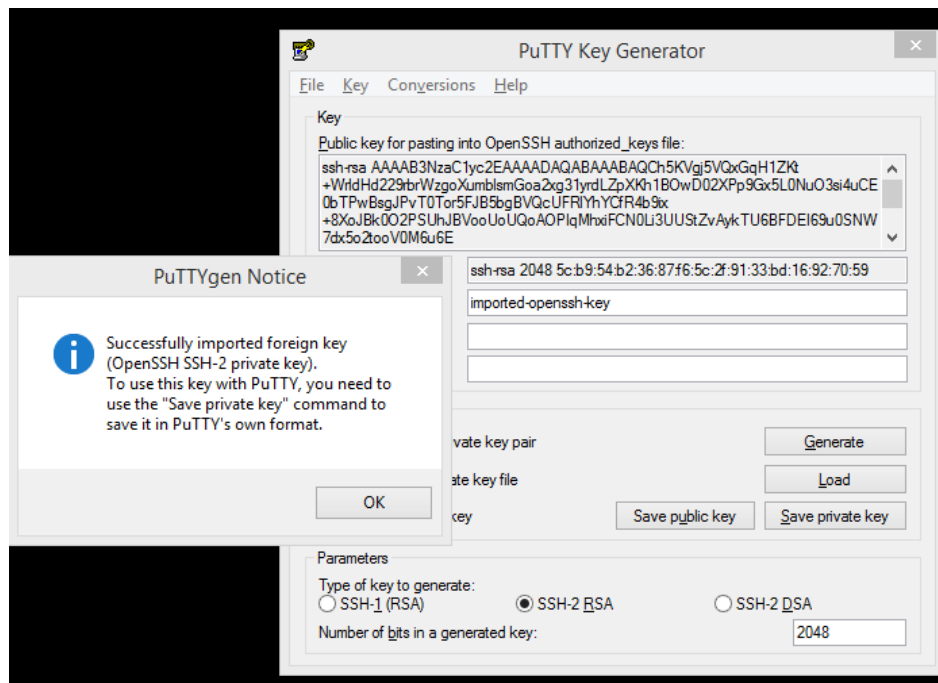 PuTTY Key Generator
File Key Conversions Help
Key
Public key for pasting into OpenSSH authorized_keys file:
ssh-rsa AAAAB3NzaC1yc2EAAAADAQABAAABAQCh5KVgj5VQxGqH1ZKt
+WrldHd229rbrWzgoXumblsmGoa2xg31yrdLZpXKh1BOwD02XPp9Gx5L0NuO3si4uCE
0bTPwBsgJPvT0Tor5FJB5bgBVQcUFRlYhYCfR4b9ix
+8XoJBk0O2PSUhJBVooUoUQoAOPIqMhxiFCN0Li3UUStZvAykTU6BFDEI69u0SNW
7dx5o2tooV0M6u6E
ssh-rsa 2048 5c:b9:54:b2:36:87:f6:5c:2f:91:33:bd:16:92:70:59
imported-openssh-key
PuTTYgen Notice
Successfully imported foreign key
(OpenSSH SSH-2 private key).
To use this key with PuTTY, you need to
use the "Save private key" command to
save it in PuTTY's own format.
OK
vate key pair
Generate
ate key file
Load
key
Save public key
Save private key
Parameters
Type of key to generate:
SSH-1 (RSA) SSH-2 RSA SSH-2 DSA
Number of bits in a generated key:
2048